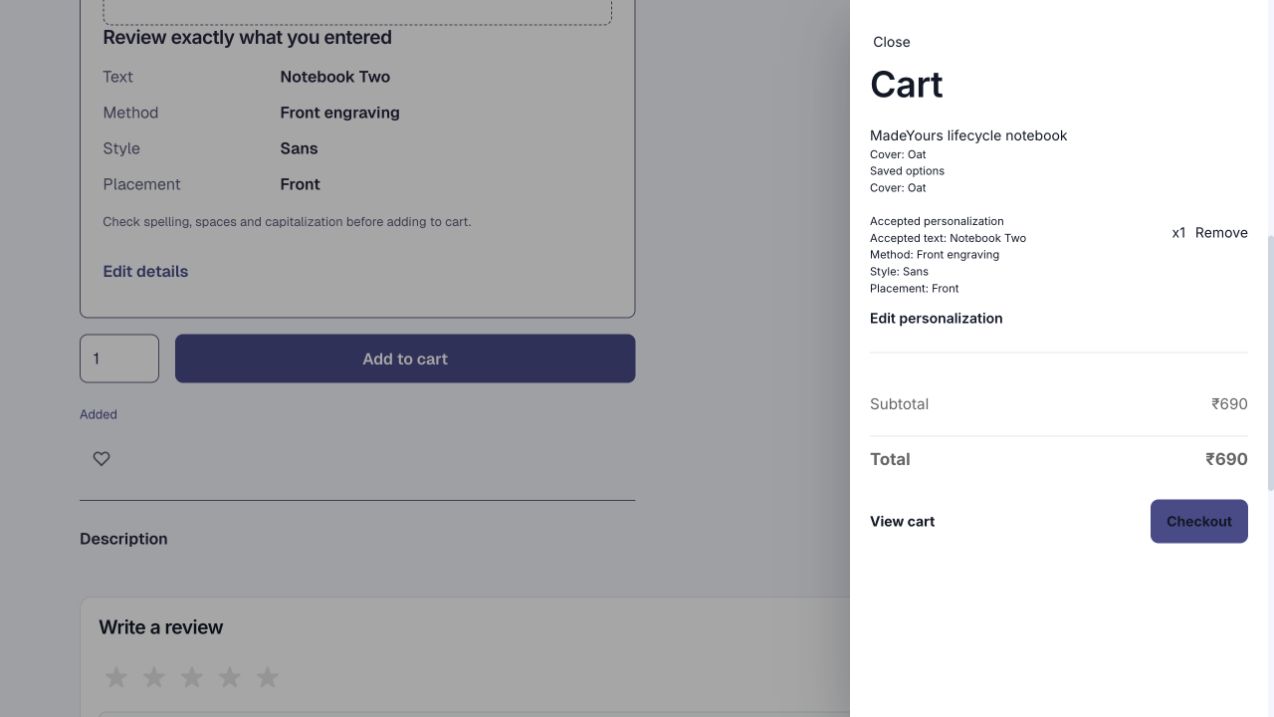 Review exactly what you entered
Text Notebook Two
Method Front engraving
Style Sans
Placement Front
Check spelling, spaces and capitalization before adding to cart.
Edit details
1 Add to cart
Added
Description
Write a review
Close
Cart
MadeYours lifecycle notebook
Cover: Oat
Saved options
Cover: Oat
Accepted personalization
Accepted text: Notebook Two
Method: Front engraving
Style: Sans
Placement: Front
x1 Remove
Edit personalization
Subtotal ₹690
Total ₹690
View cart Checkout